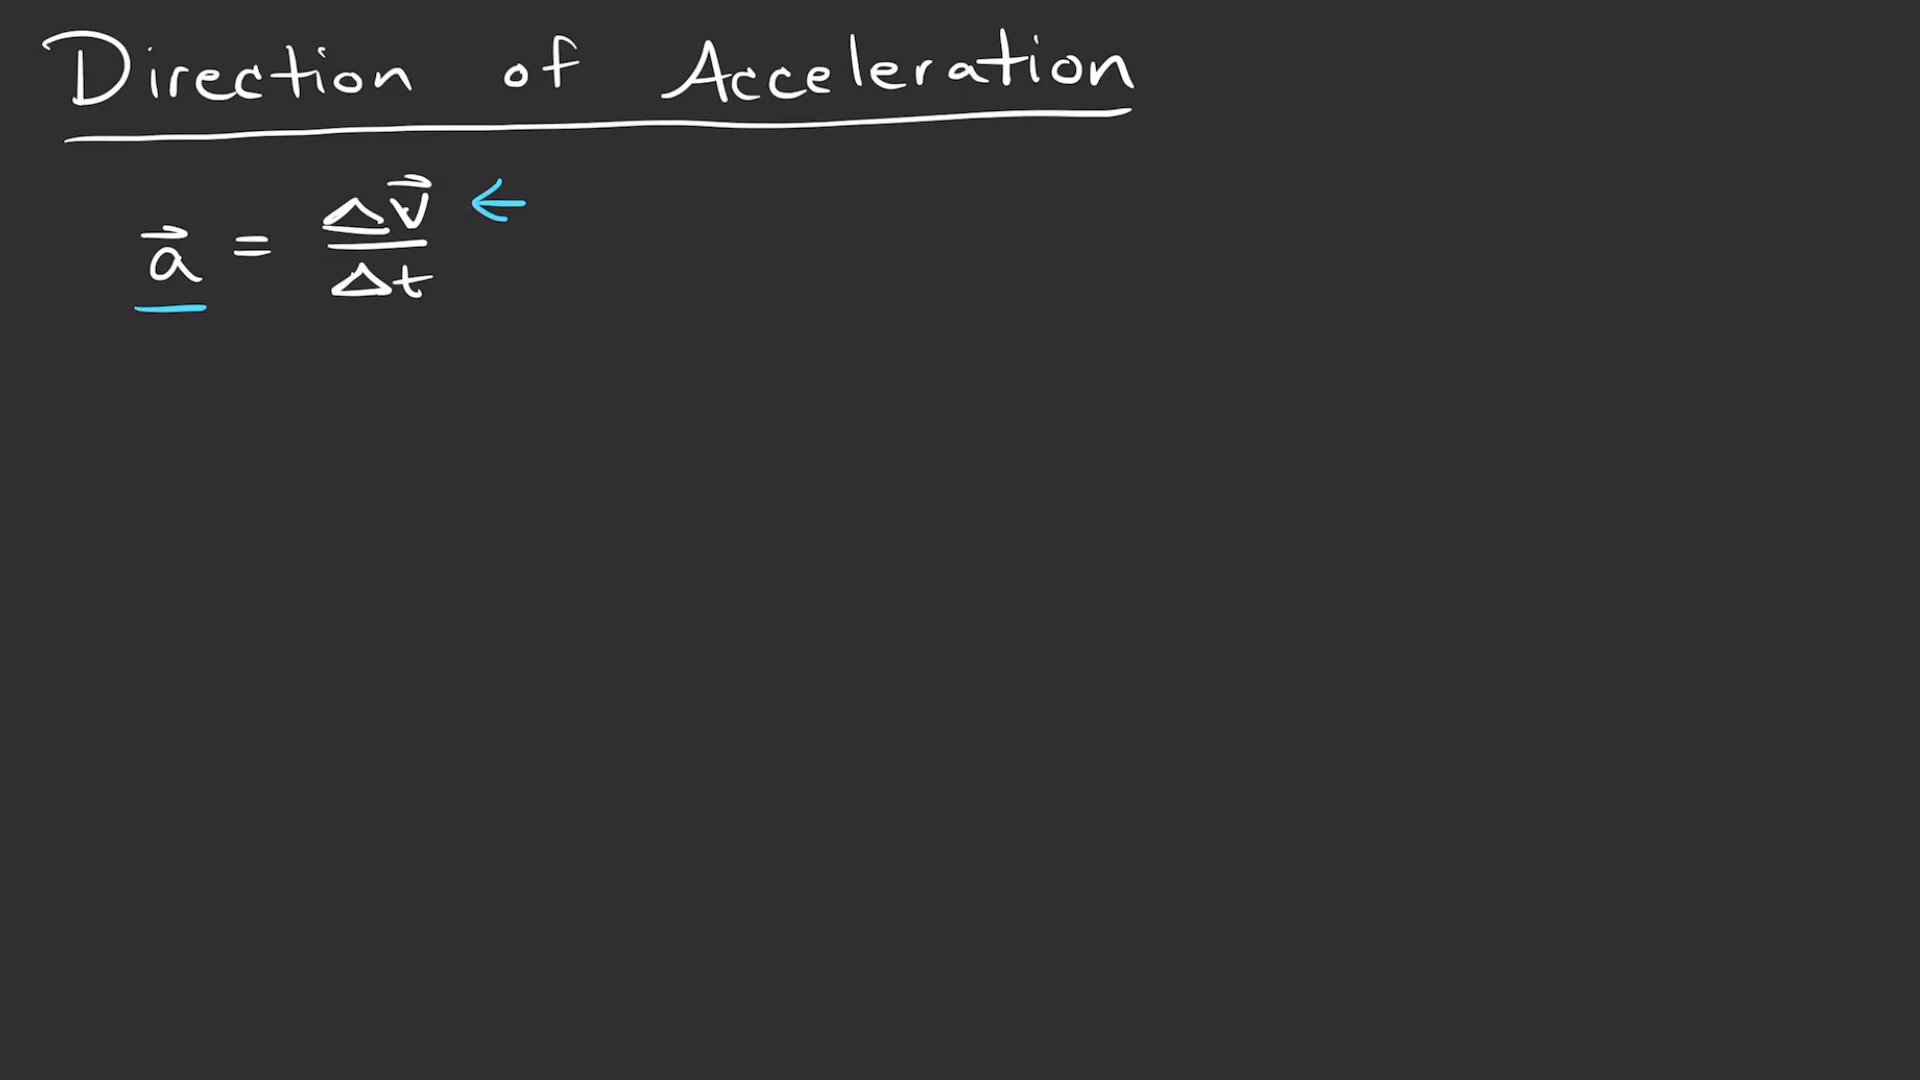 Direction of Acceleration
a⃗ = Δv⃗ / Δt ←